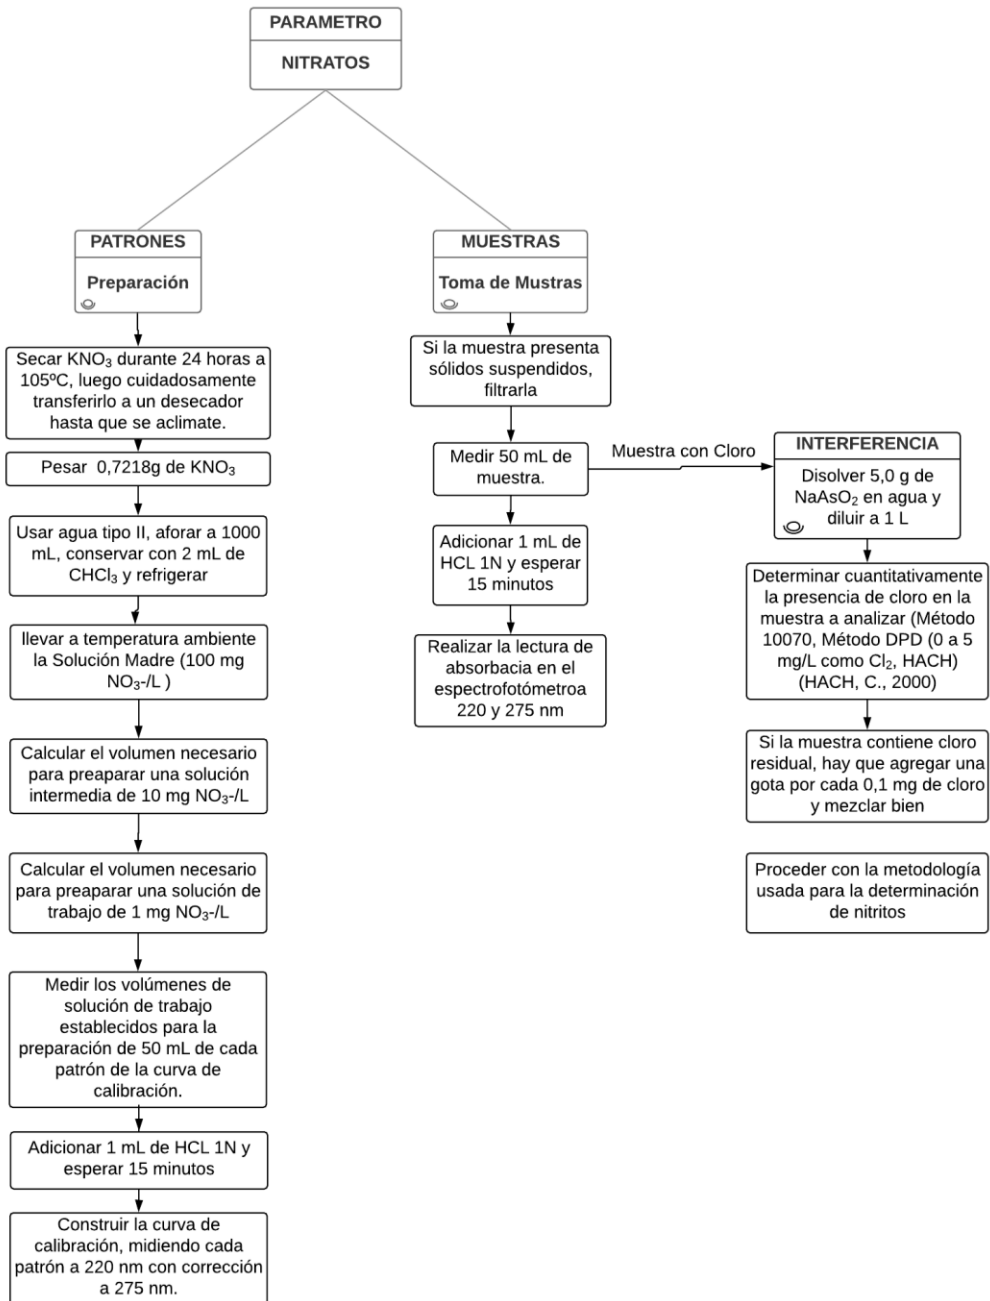 PARAMETRO
NITRATOS
PATRONES
Preparación
Secar KNO₃ durante 24 horas a
105ºC, luego cuidadosamente
transferirlo a un desecador
hasta que se aclimate.
Pesar 0,7218g de KNO₃
Usar agua tipo II, aforar a 1000
mL, conservar con 2 mL de
CHCl₃ y refrigerar
llevar a temperatura ambiente
la Solución Madre (100 mg
NO₃-/L )
Calcular el volumen necesario
para preaparar una solución
intermedia de 10 mg NO₃-/L
Calcular el volumen necesario
para preaparar una solución de
trabajo de 1 mg NO₃-/L
Medir los volúmenes de
solución de trabajo
establecidos para la
preparación de 50 mL de cada
patrón de la curva de
calibración.
Adicionar 1 mL de HCL 1N y
esperar 15 minutos
Construir la curva de
calibración, midiendo cada
patrón a 220 nm con corrección
a 275 nm.
MUESTRAS
Toma de Mustras
Si la muestra presenta
sólidos suspendidos,
filtrarla
Medir 50 mL de
muestra.
Adicionar 1 mL de
HCL 1N y esperar
15 minutos
Realizar la lectura de
absorbacia en el
espectrofotómetroa
220 y 275 nm
Muestra con Cloro
INTERFERENCIA
Disolver 5,0 g de
NaAsO₂ en agua y
diluir a 1 L
Determinar cuantitativamente
la presencia de cloro en la
muestra a analizar (Método
10070, Método DPD (0 a 5
mg/L como Cl₂, HACH)
(HACH, C., 2000)
Si la muestra contiene cloro
residual, hay que agregar una
gota por cada 0,1 mg de cloro
y mezclar bien
Proceder con la metodología
usada para la determinación
de nitritos